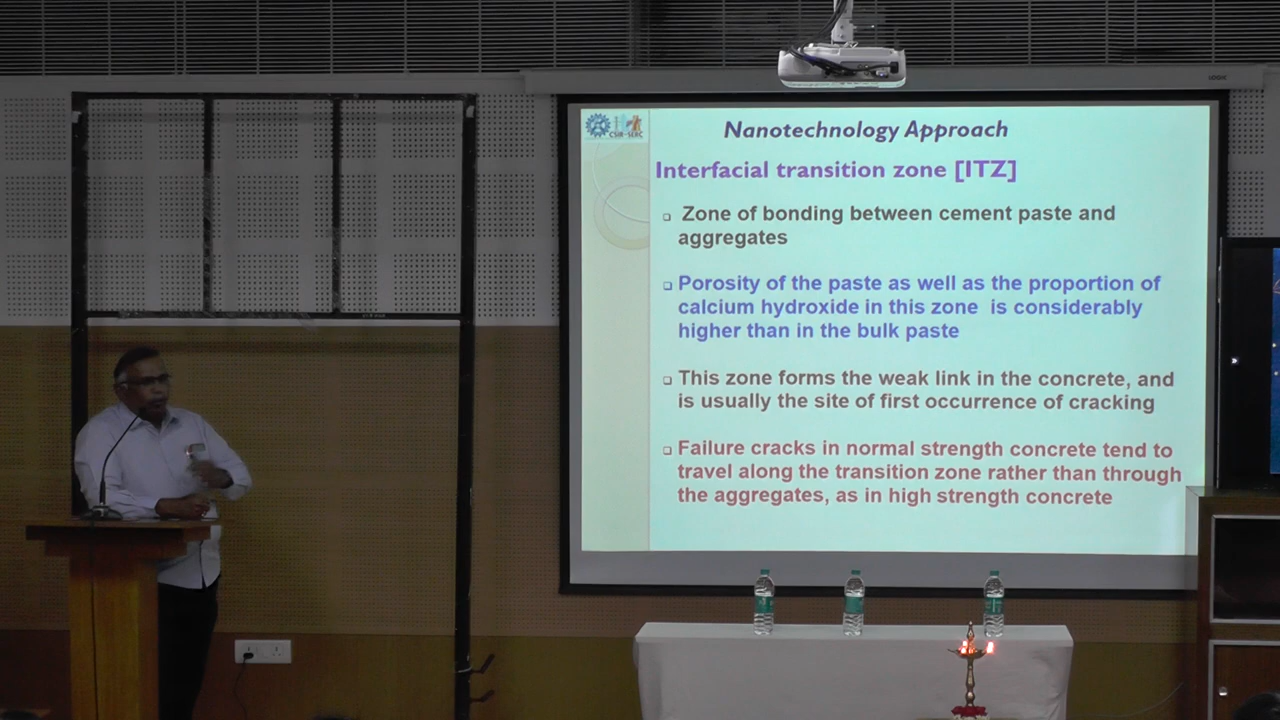 CSIR-SERC
Nanotechnology Approach
Interfacial transition zone [ITZ]
Zone of bonding between cement paste and
aggregates
Porosity of the paste as well as the proportion of
calcium hydroxide in this zone is considerably
higher than in the bulk paste
This zone forms the weak link in the concrete, and
is usually the site of first occurrence of cracking
Failure cracks in normal strength concrete tend to
travel along the transition zone rather than through
the aggregates, as in high strength concrete